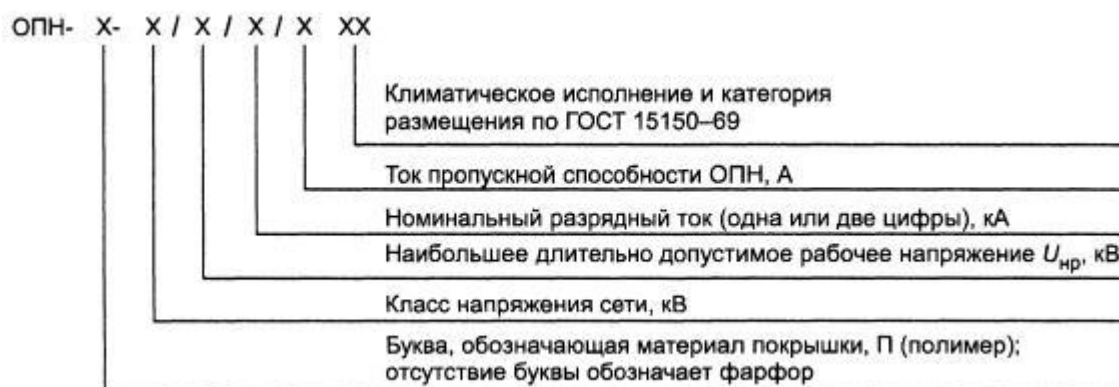 ОПН- Х- Х / Х / Х / Х ХХ
Климатическое исполнение и категория
размещения по ГОСТ 15150–69
Ток пропускной способности ОПН, А
Номинальный разрядный ток (одна или две цифры), кА
Наибольшее длительно допустимое рабочее напряжение Uнр, кВ
Класс напряжения сети, кВ
Буква, обозначающая материал покрышки, П (полимер);
отсутствие буквы обозначает фарфор